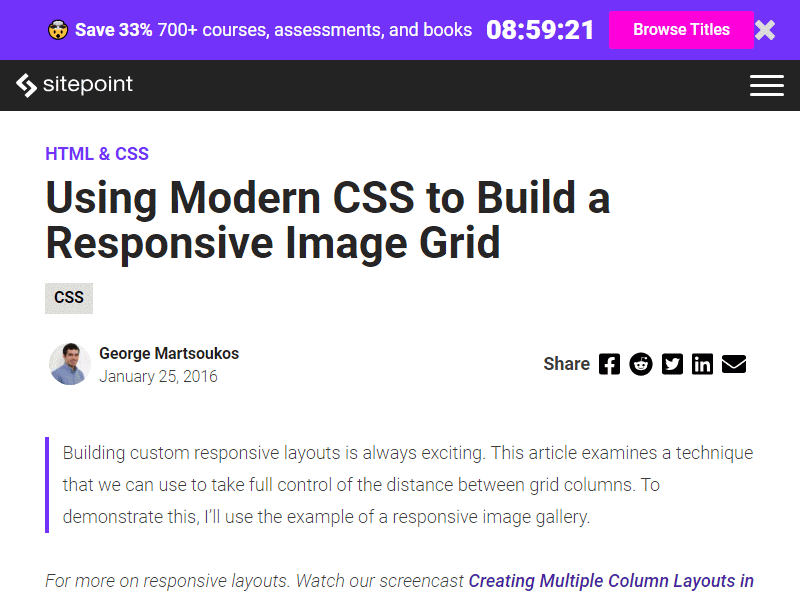 Save 33% 700+ courses, assessments, and books 08:59:21 Browse Titles
sitepoint
HTML & CSS
Using Modern CSS to Build a
Responsive Image Grid
CSS
George Martsoukos
January 25, 2016
Share
Building custom responsive layouts is always exciting. This article examines a technique
that we can use to take full control of the distance between grid columns. To
demonstrate this, I’ll use the example of a responsive image gallery.
For more on responsive layouts. Watch our screencast Creating Multiple Column Layouts in